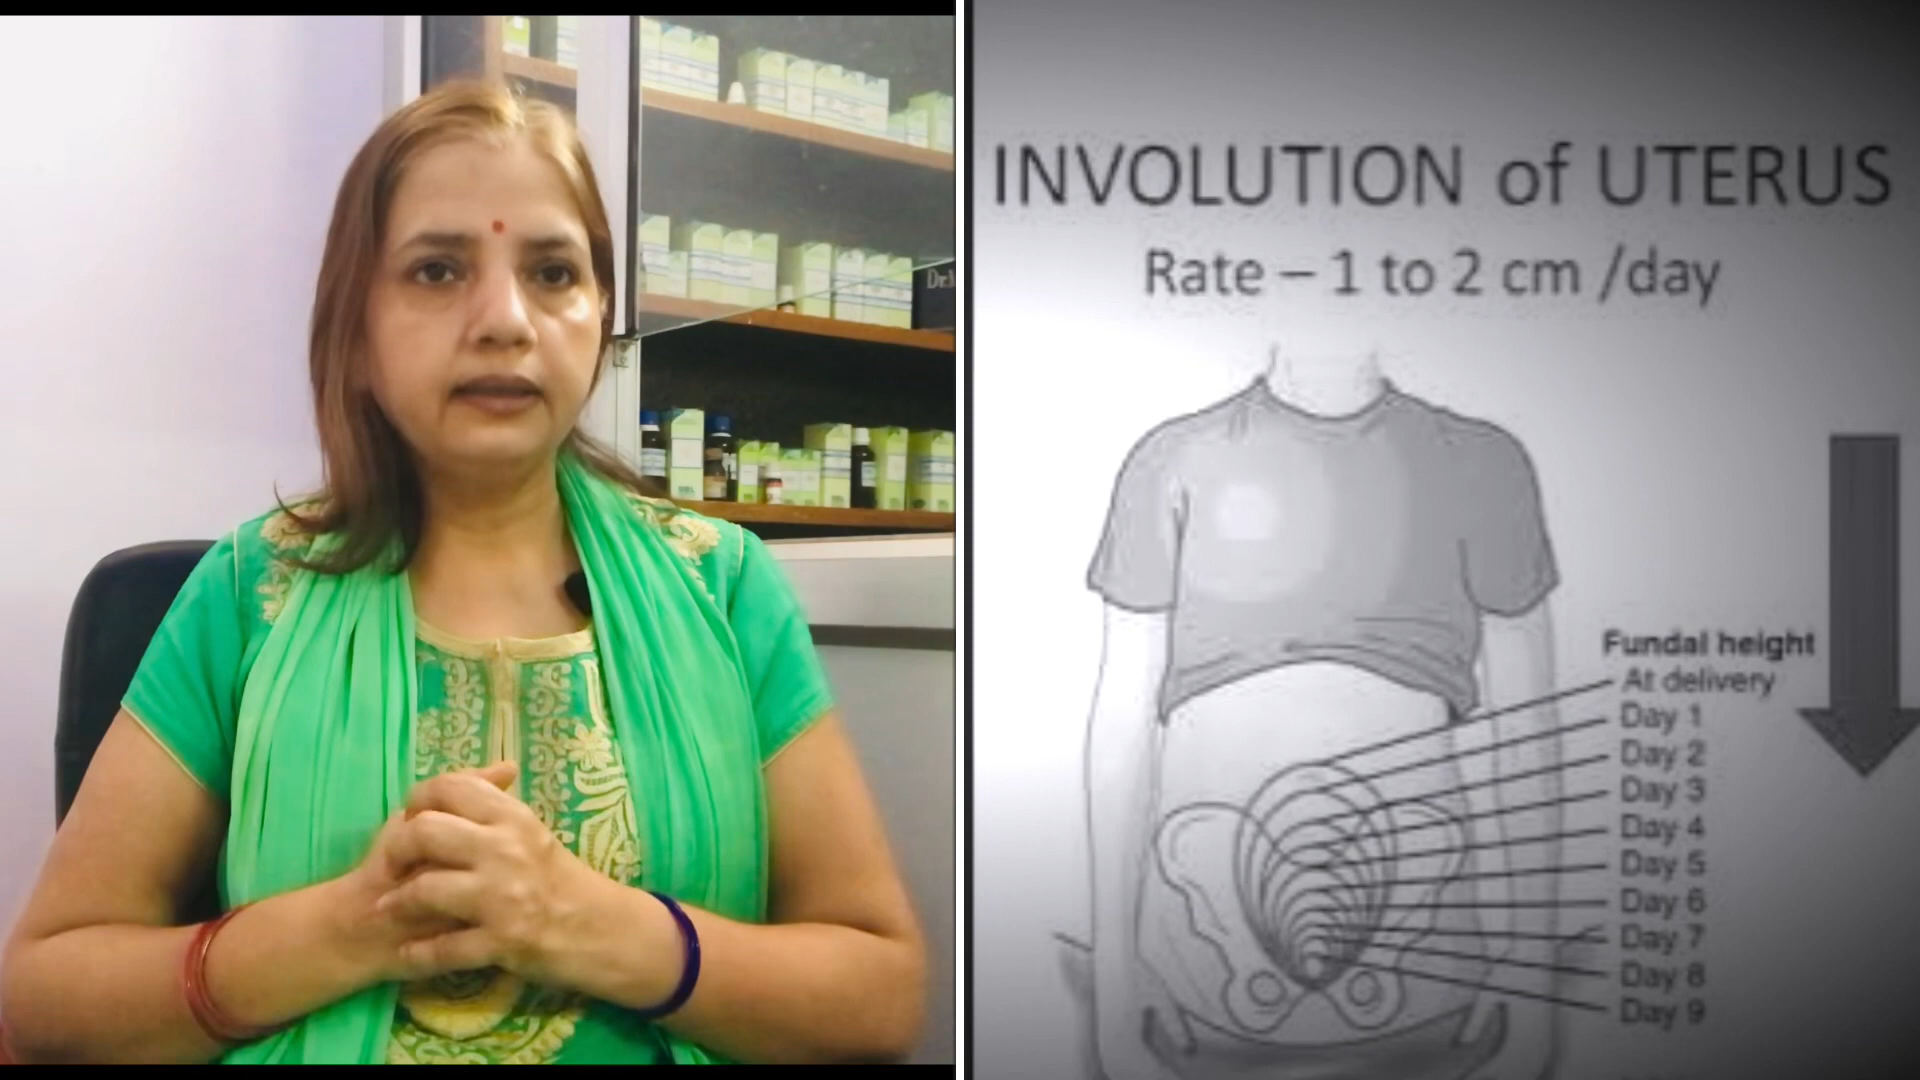 Dr.
INVOLUTION of UTERUS
Rate – 1 to 2 cm /day
Fundal height
At delivery
Day 1
Day 2
Day 3
Day 4
Day 5
Day 6
Day 7
Day 8
Day 9